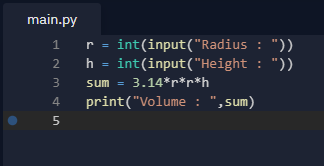 main.py
1 r = int(input("Radius : "))
2 h = int(input("Height : "))
3 sum = 3.14*r*r*h
4 print("Volume : ",sum)
5